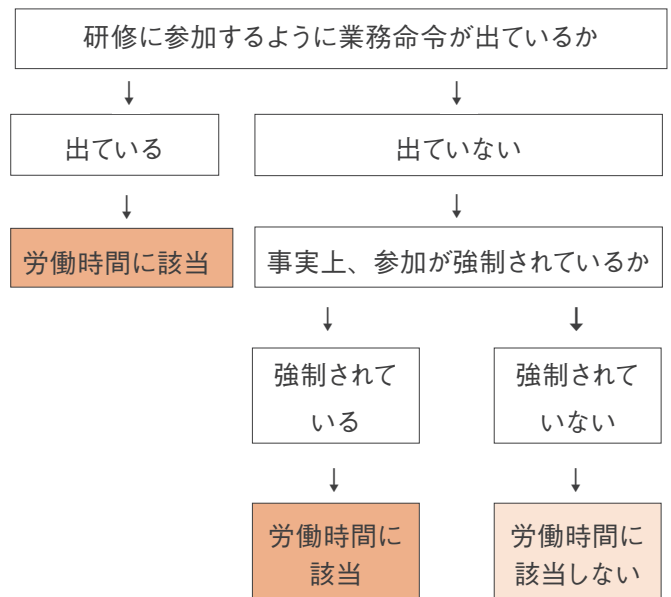 研修に参加するように業務命令が出ているか
↓
↓
出ている
出ていない
↓
↓
労働時間に該当
事実上、参加が強制されているか
↓
↓
強制されて
いる
強制されて
いない
↓
↓
労働時間に
該当
労働時間に
該当しない